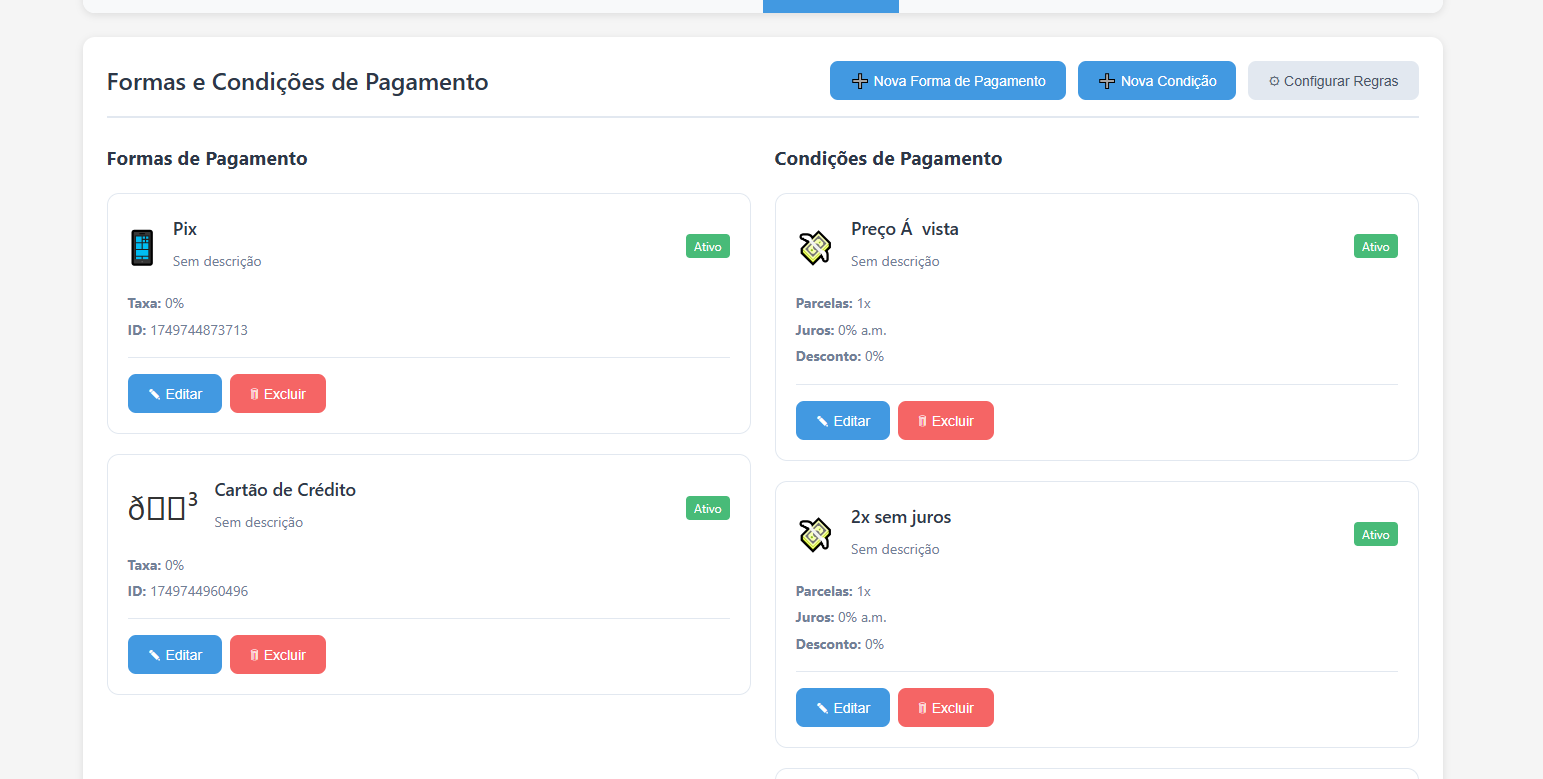 Formas e Condições de Pagamento
➕ Nova Forma de Pagamento
➕ Nova Condição
⚙ Configurar Regras
Formas de Pagamento
Pix
Sem descrição
Ativo
Taxa: 0%
ID: 1749744873713
Editar
Excluir
Cartão de Crédito
Sem descrição
Ativo
Taxa: 0%
ID: 1749744960496
Editar
Excluir
Condições de Pagamento
Preço Á  vista
Sem descrição
Ativo
Parcelas: 1x
Juros: 0% a.m.
Desconto: 0%
Editar
Excluir
2x sem juros
Sem descrição
Ativo
Parcelas: 1x
Juros: 0% a.m.
Desconto: 0%
Editar
Excluir